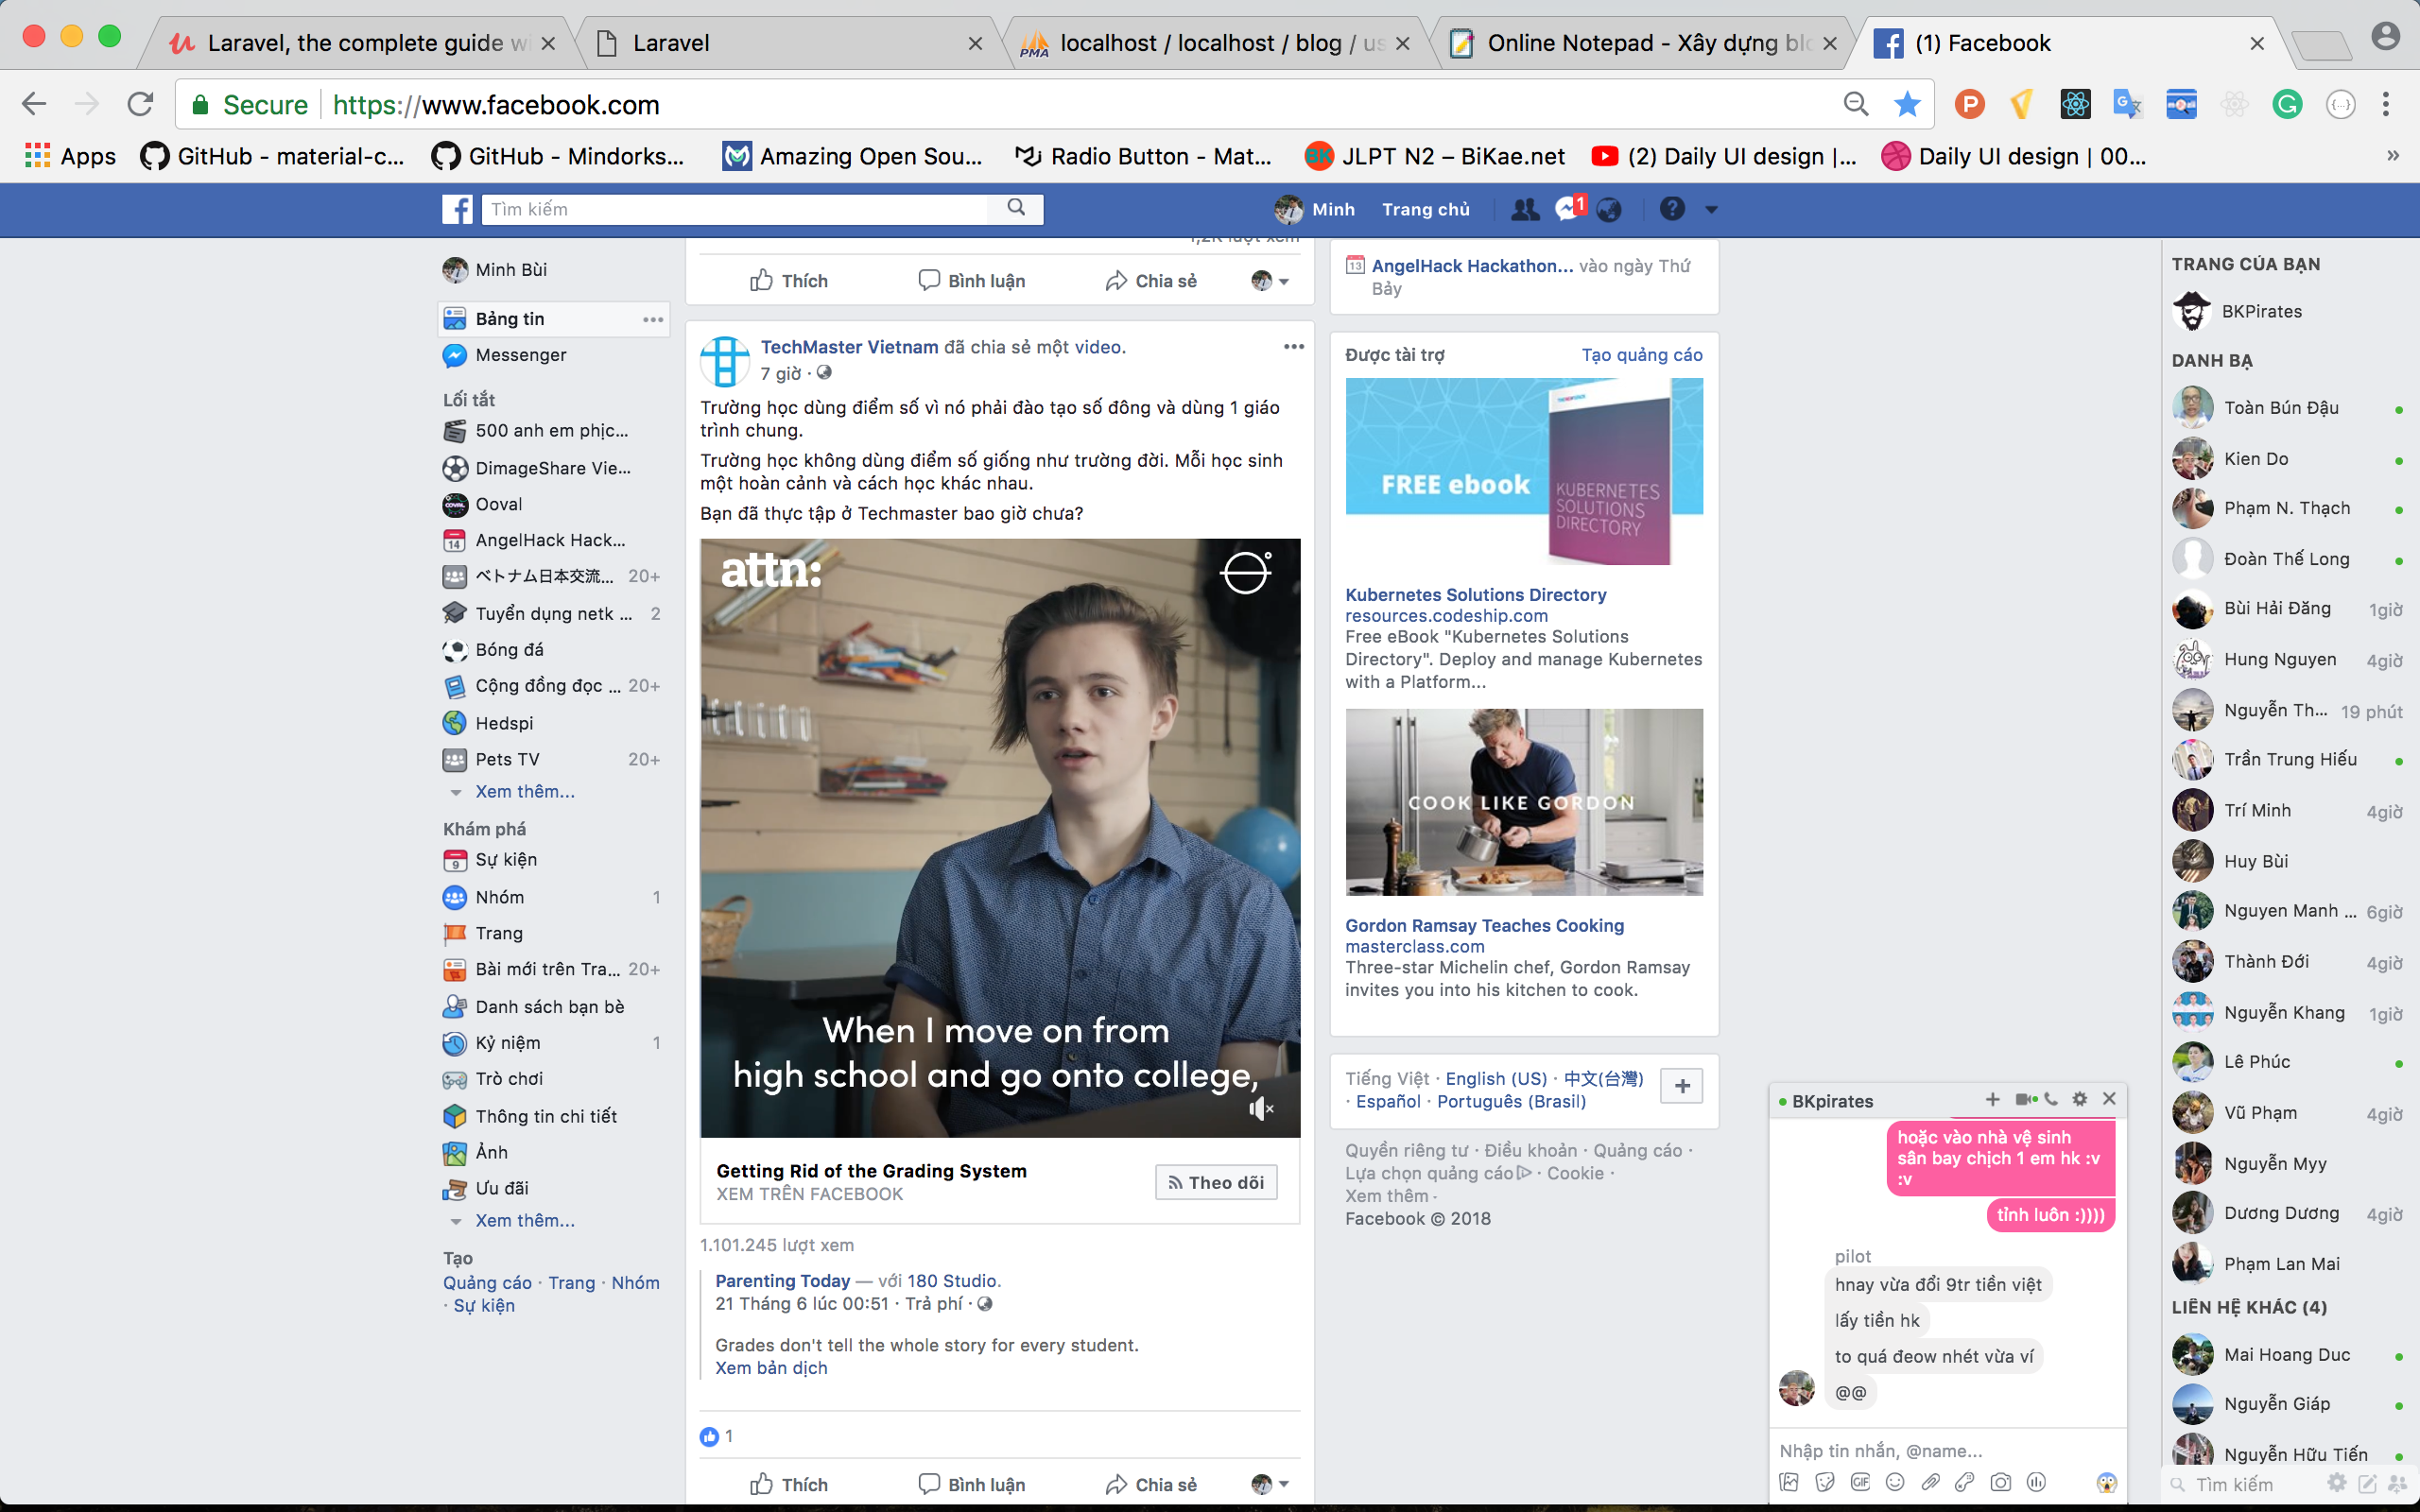 Laravel, the complete guide wi
Laravel
localhost / localhost / blog / us
Online Notepad - Xây dựng blo
(1) Facebook
Secure
https://www.facebook.com
Apps
GitHub - material-c...
GitHub - Mindorks...
Amazing Open Sou...
Radio Button - Mat...
JLPT N2 – BiKae.net
(2) Daily UI design |...
Daily UI design | 00...
»
Tìm kiếm
Minh
Trang chủ
1
Minh Bùi
Bảng tin
Messenger
Lối tắt
500 anh em phịc...
DimageShare Vie...
Ooval
AngelHack Hack...
ベトナム日本交流... 20+
Tuyển dụng netk ... 2
Bóng đá
Cộng đồng đọc ... 20+
Hedspi
Pets TV 20+
Xem thêm...
Khám phá
Sự kiện
Nhóm 1
Trang
Bài mới trên Tra... 20+
Danh sách bạn bè
Kỷ niệm 1
Trò chơi
Thông tin chi tiết
Ảnh
Ưu đãi
Xem thêm...
Tạo
Quảng cáo · Trang · Nhóm
· Sự kiện
1,2K lượt xem
Thích Bình luận Chia sẻ
TechMaster Vietnam đã chia sẻ một video.
7 giờ ·
Trường học dùng điểm số vì nó phải đào tạo số đông và dùng 1 giáo
trình chung.
Trường học không dùng điểm số giống như trường đời. Mỗi học sinh
một hoàn cảnh và cách học khác nhau.
Bạn đã thực tập ở Techmaster bao giờ chưa?
attn:
When I move on from
high school and go onto college,
Getting Rid of the Grading System
XEM TRÊN FACEBOOK
Theo dõi
1.101.245 lượt xem
Parenting Today — với 180 Studio.
21 Tháng 6 lúc 00:51 · Trả phí ·
Grades don't tell the whole story for every student.
Xem bản dịch
1
Thích Bình luận Chia sẻ
13
AngelHack Hackathon... vào ngày Thứ
Bảy
Được tài trợ
Tạo quảng cáo
FREE ebook
KUBERNETES
SOLUTIONS
DIRECTORY
Kubernetes Solutions Directory
resources.codeship.com
Free eBook "Kubernetes Solutions
Directory". Deploy and manage Kubernetes
with a Platform...
COOK LIKE GORDON
Gordon Ramsay Teaches Cooking
masterclass.com
Three-star Michelin chef, Gordon Ramsay
invites you into his kitchen to cook.
Tiếng Việt · English (US) · 中文(台灣)
· Español · Português (Brasil)
Quyền riêng tư · Điều khoản · Quảng cáo ·
Lựa chọn quảng cáo · Cookie ·
Xem thêm ·
Facebook © 2018
BKpirates
hoặc vào nhà vệ sinh
sân bay chịch 1 em hk :v
:v
tỉnh luôn :))))
pilot
hnay vừa đổi 9tr tiền việt
lấy tiền hk
to quá đeow nhét vừa ví
@@
Nhập tin nhắn, @name...
GIF
TRANG CỦA BẠN
BKPirates
DANH BẠ
Toàn Bún Đậu
Kien Do
Phạm N. Thạch
Đoàn Thế Long
Bùi Hải Đăng 1giờ
Hung Nguyen 4giờ
Nguyễn Th... 19 phút
Trần Trung Hiếu
Trí Minh 4giờ
Huy Bùi
Nguyen Manh ... 6giờ
Thành Đới 4giờ
Nguyễn Khang 1giờ
Lê Phúc
Vũ Phạm 4giờ
Nguyễn Myy
Dương Dương 4giờ
Phạm Lan Mai
LIÊN HỆ KHÁC (4)
Mai Hoang Duc
Nguyễn Giáp
Nguyễn Hữu Tiến
Tìm kiếm